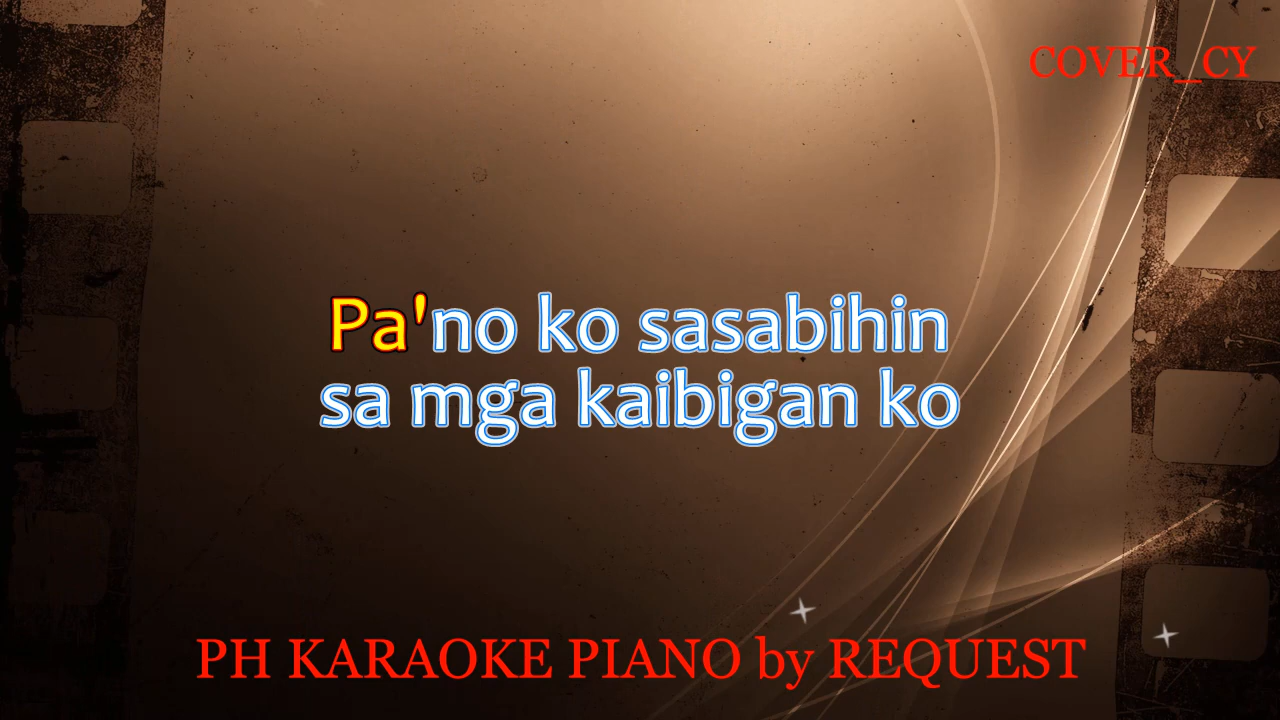 COVER_CY
Pa'no ko sasabihin
sa mga kaibigan ko
PH KARAOKE PIANO by REQUEST